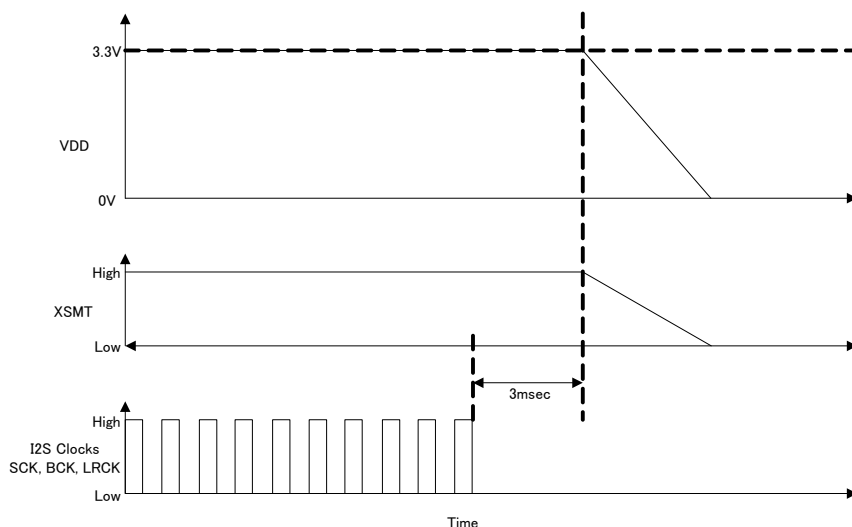 3.3V
VDD
0V
High
XSMT
Low
3msec
High
I2S Clocks
SCK, BCK, LRCK
Low
Time